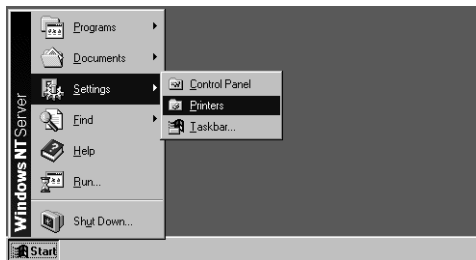 Programs
Documents
Settings
Find
Help
Run...
Shut Down...
Control Panel
Printers
Taskbar...
Windows NT Server
Start